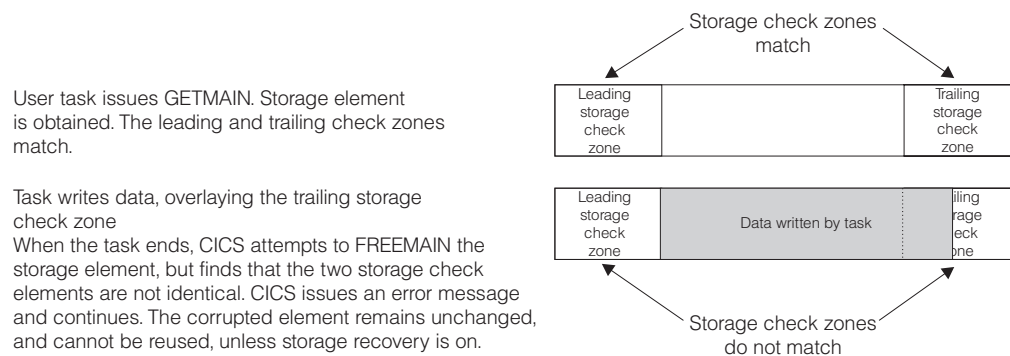 Storage check zones
match
User task issues GETMAIN. Storage element
is obtained. The leading and trailing check zones
match.
Leading
storage
check
zone
Trailing
storage
check
zone
Task writes data, overlaying the trailing storage
check zone
When the task ends, CICS attempts to FREEMAIN the
storage element, but finds that the two storage check
elements are not identical. CICS issues an error message
and continues. The corrupted element remains unchanged,
and cannot be reused, unless storage recovery is on.
Leading
storage
check
zone
Data written by task
iling
rage
eck
one
Storage check zones
do not match